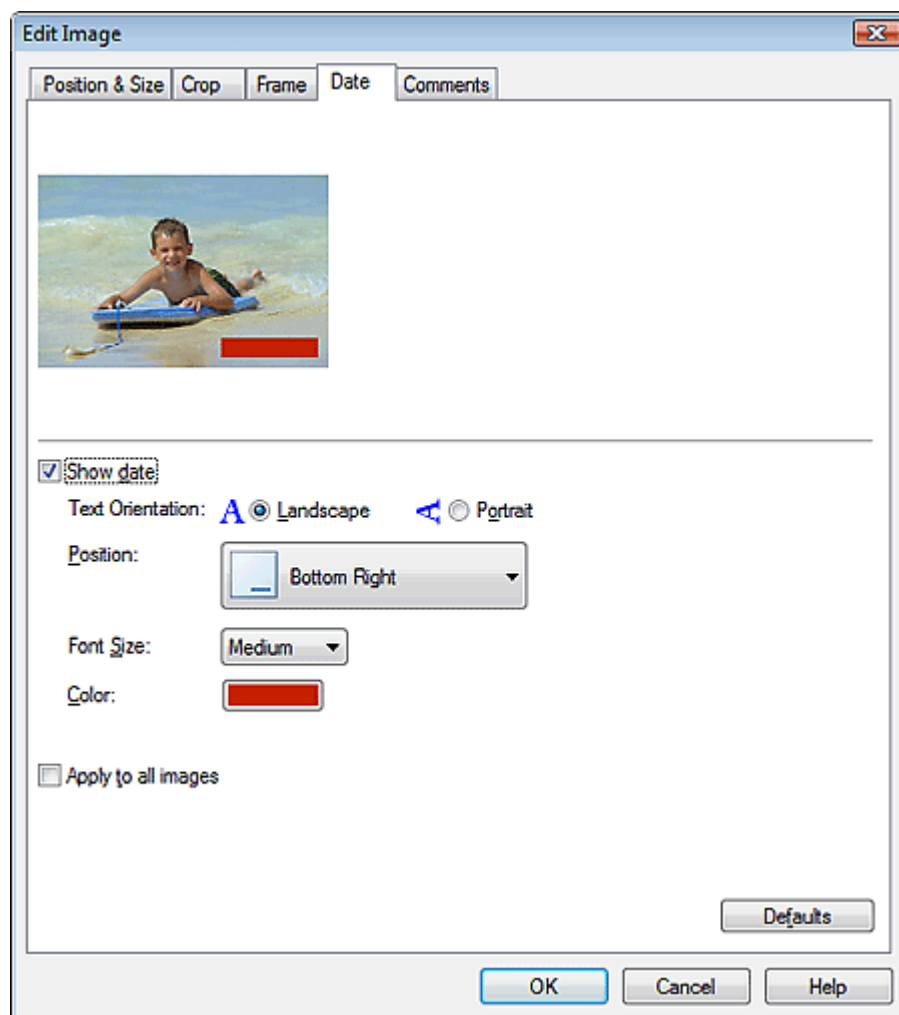 Edit Image
Position & Size Crop Frame Date Comments
Show date
Text Orientation: A Landscape A Portrait
Position: Bottom Right
Font Size: Medium
Color:
Apply to all images
Defaults
OK Cancel Help